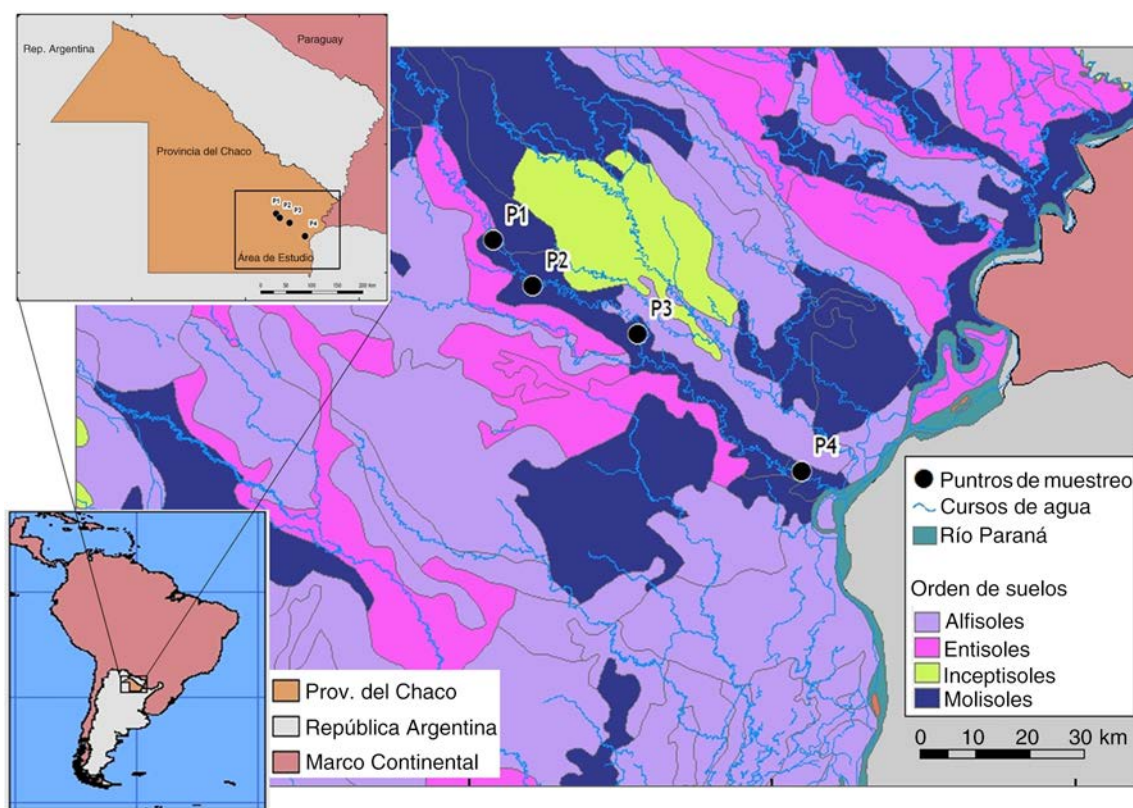 Rep. Argentina
Paraguay
Provincia del Chaco
P1
P2
P3
P4
Área de Estudio
0 50 100 150 200 km
P1
P2
P3
P4
Puntros de muestreo
Cursos de agua
Río Paraná
Orden de suelos
Alfisoles
Entisoles
Inceptisoles
Molisoles
0 10 20 30 km
Prov. del Chaco
República Argentina
Marco Continental